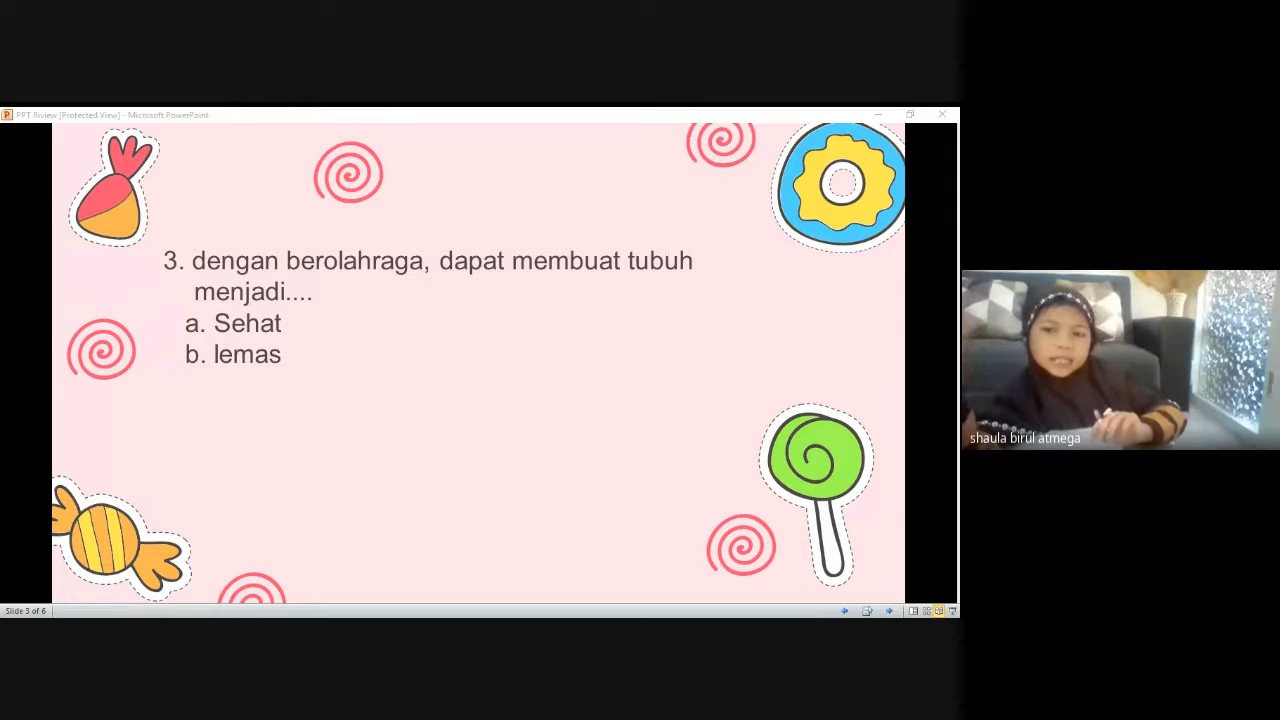 PPT Riview [Protected View] - Microsoft PowerPoint
3. dengan berolahraga, dapat membuat tubuh
menjadi....
a. Sehat
b. lemas
shaula birul atmega
Slide 3 of 6